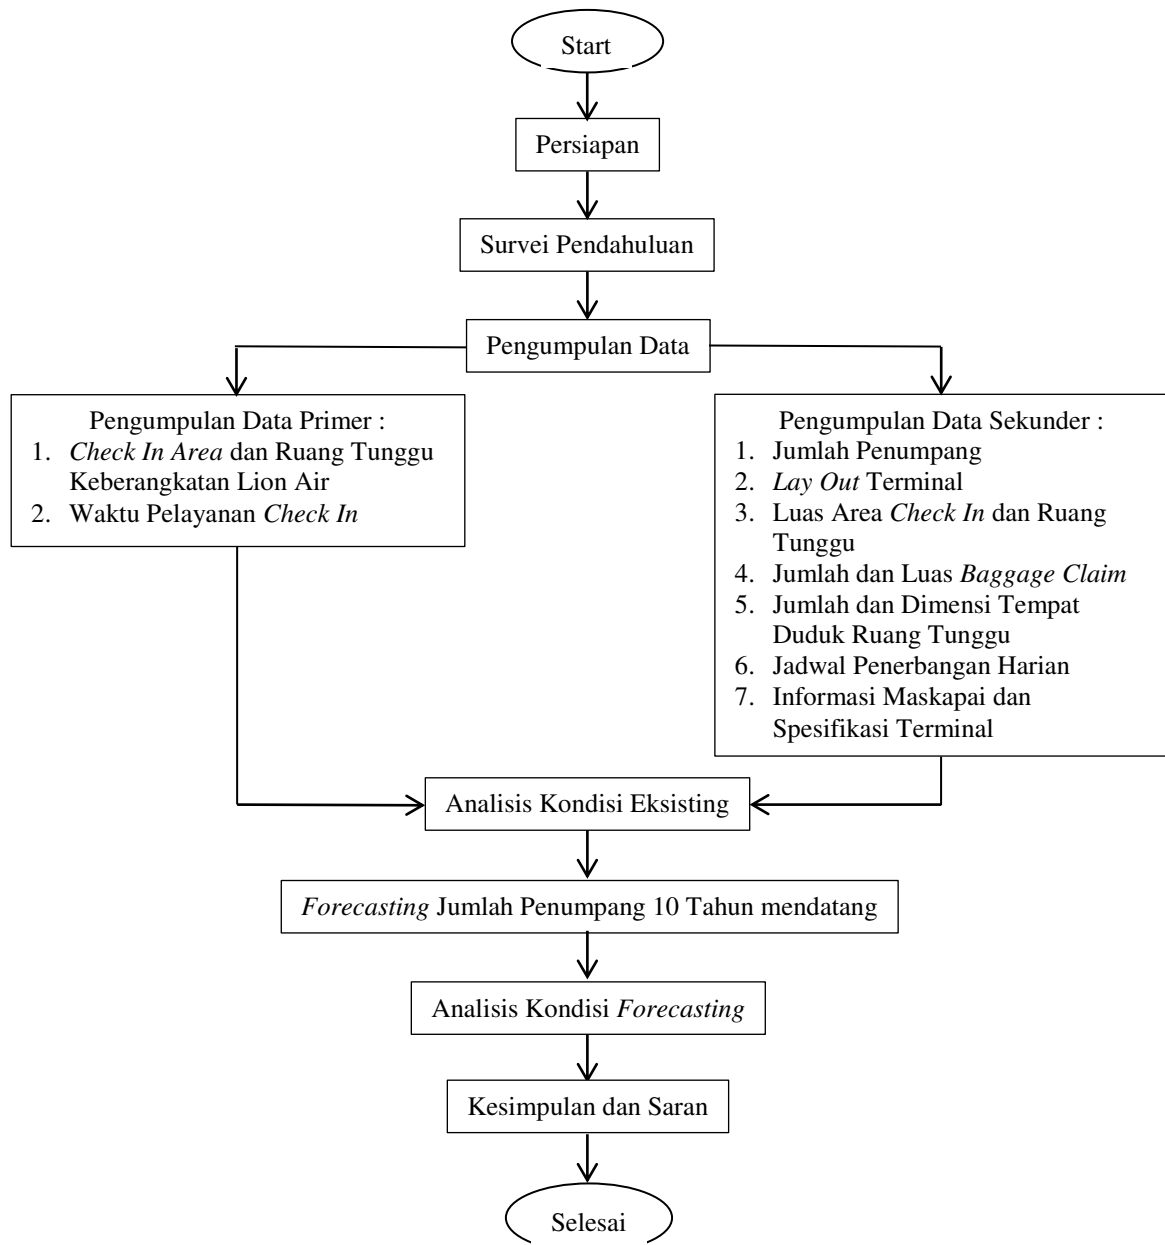 Start
Persiapan
Survei Pendahuluan
Pengumpulan Data
Pengumpulan Data Primer :
1. Check In Area dan Ruang Tunggu
Keberangkatan Lion Air
2. Waktu Pelayanan Check In
Pengumpulan Data Sekunder :
1. Jumlah Penumpang
2. Lay Out Terminal
3. Luas Area Check In dan Ruang
Tunggu
4. Jumlah dan Luas Baggage Claim
5. Jumlah dan Dimensi Tempat
Duduk Ruang Tunggu
6. Jadwal Penerbangan Harian
7. Informasi Maskapai dan
Spesifikasi Terminal
Analisis Kondisi Eksisting
Forecasting Jumlah Penumpang 10 Tahun mendatang
Analisis Kondisi Forecasting
Kesimpulan dan Saran
Selesai